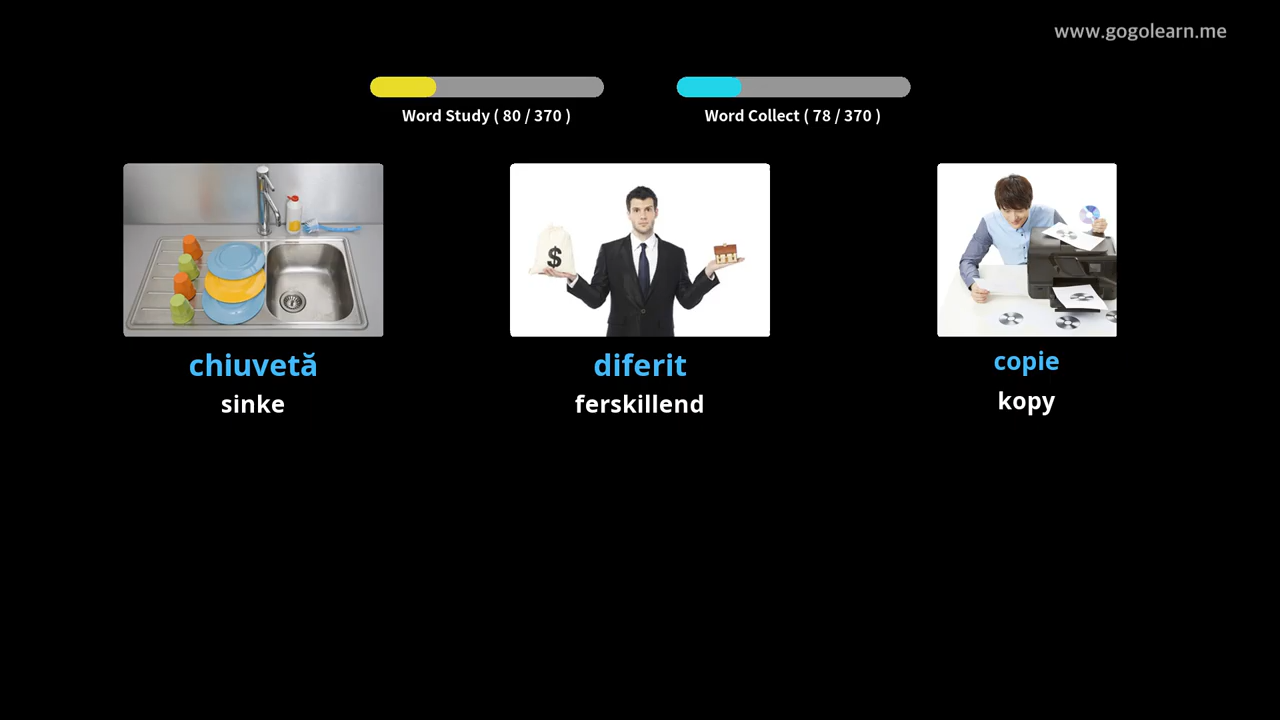 www.gogolearn.me
Word Study ( 80 / 370 )
Word Collect ( 78 / 370 )
$
chiuvetă
sinke
diferit
ferskillend
copie
kopy